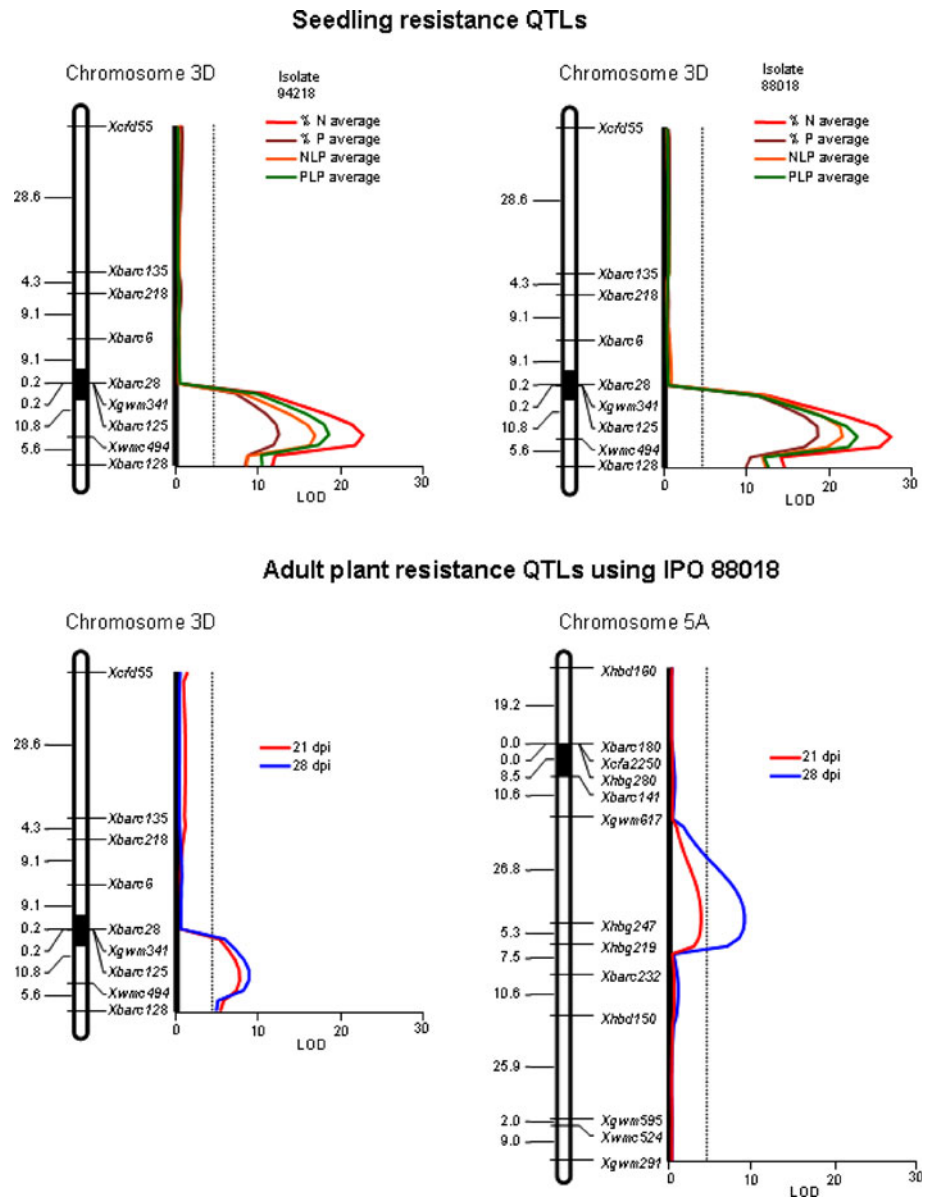 Seedling resistance QTLs
Chromosome 3D
Isolate
94218
% N average
% P average
NLP average
PLP average
Xcfd55
28.6
Xbarc135
4.3
Xbarc218
9.1
Xbarc6
9.1
0.2
Xbarc28
0.2
Xgwm341
10.8
Xbarc125
5.6
Xwmc494
Xbarc128
0
10
20
30
LOD
Chromosome 3D
Isolate
88018
% N average
% P average
NLP average
PLP average
Xcfd55
28.6
Xbarc135
4.3
Xbarc218
9.1
Xbarc6
9.1
0.2
Xbarc28
0.2
Xgwm341
10.8
Xbarc125
5.6
Xwmc494
Xbarc128
0
10
20
30
LOD
Adult plant resistance QTLs using IPO 88018
Chromosome 3D
21 dpi
28 dpi
Xcfd55
28.6
Xbarc135
4.3
Xbarc218
9.1
Xbarc6
9.1
0.2
Xbarc28
0.2
Xgwm341
10.8
Xbarc125
5.6
Xwmc494
Xbarc128
0
10
20
30
LOD
Chromosome 5A
21 dpi
28 dpi
Xhbd160
19.2
0.0
Xbarc180
0.0
Xcfa2250
8.5
Xhbg280
10.6
Xbarc141
Xgwm617
26.8
Xhbg247
5.3
Xhbg219
7.5
Xbarc232
10.6
Xhbd150
25.9
Xgwm595
2.0
Xwmc524
9.0
Xgwm291
0
10
20
30
LOD